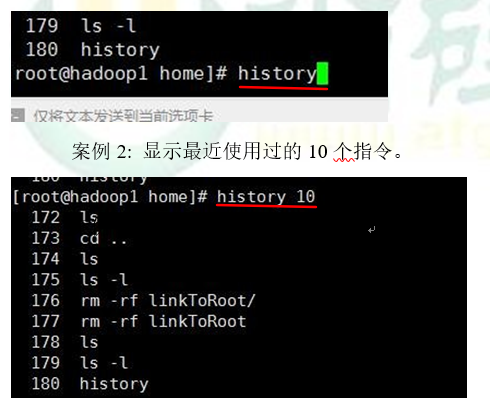 179 ls -l
180 history
root@hadoop1 home]# history
仅将文本发送到当前选项卡
案例 2: 显示最近使用过的 10 个指令。
180 history
[root@hadoop1 home]# history 10
172 ls
173 cd ..
174 ls
175 ls -l
176 rm -rf linkToRoot/
177 rm -rf linkToRoot
178 ls
179 ls -l
180 history